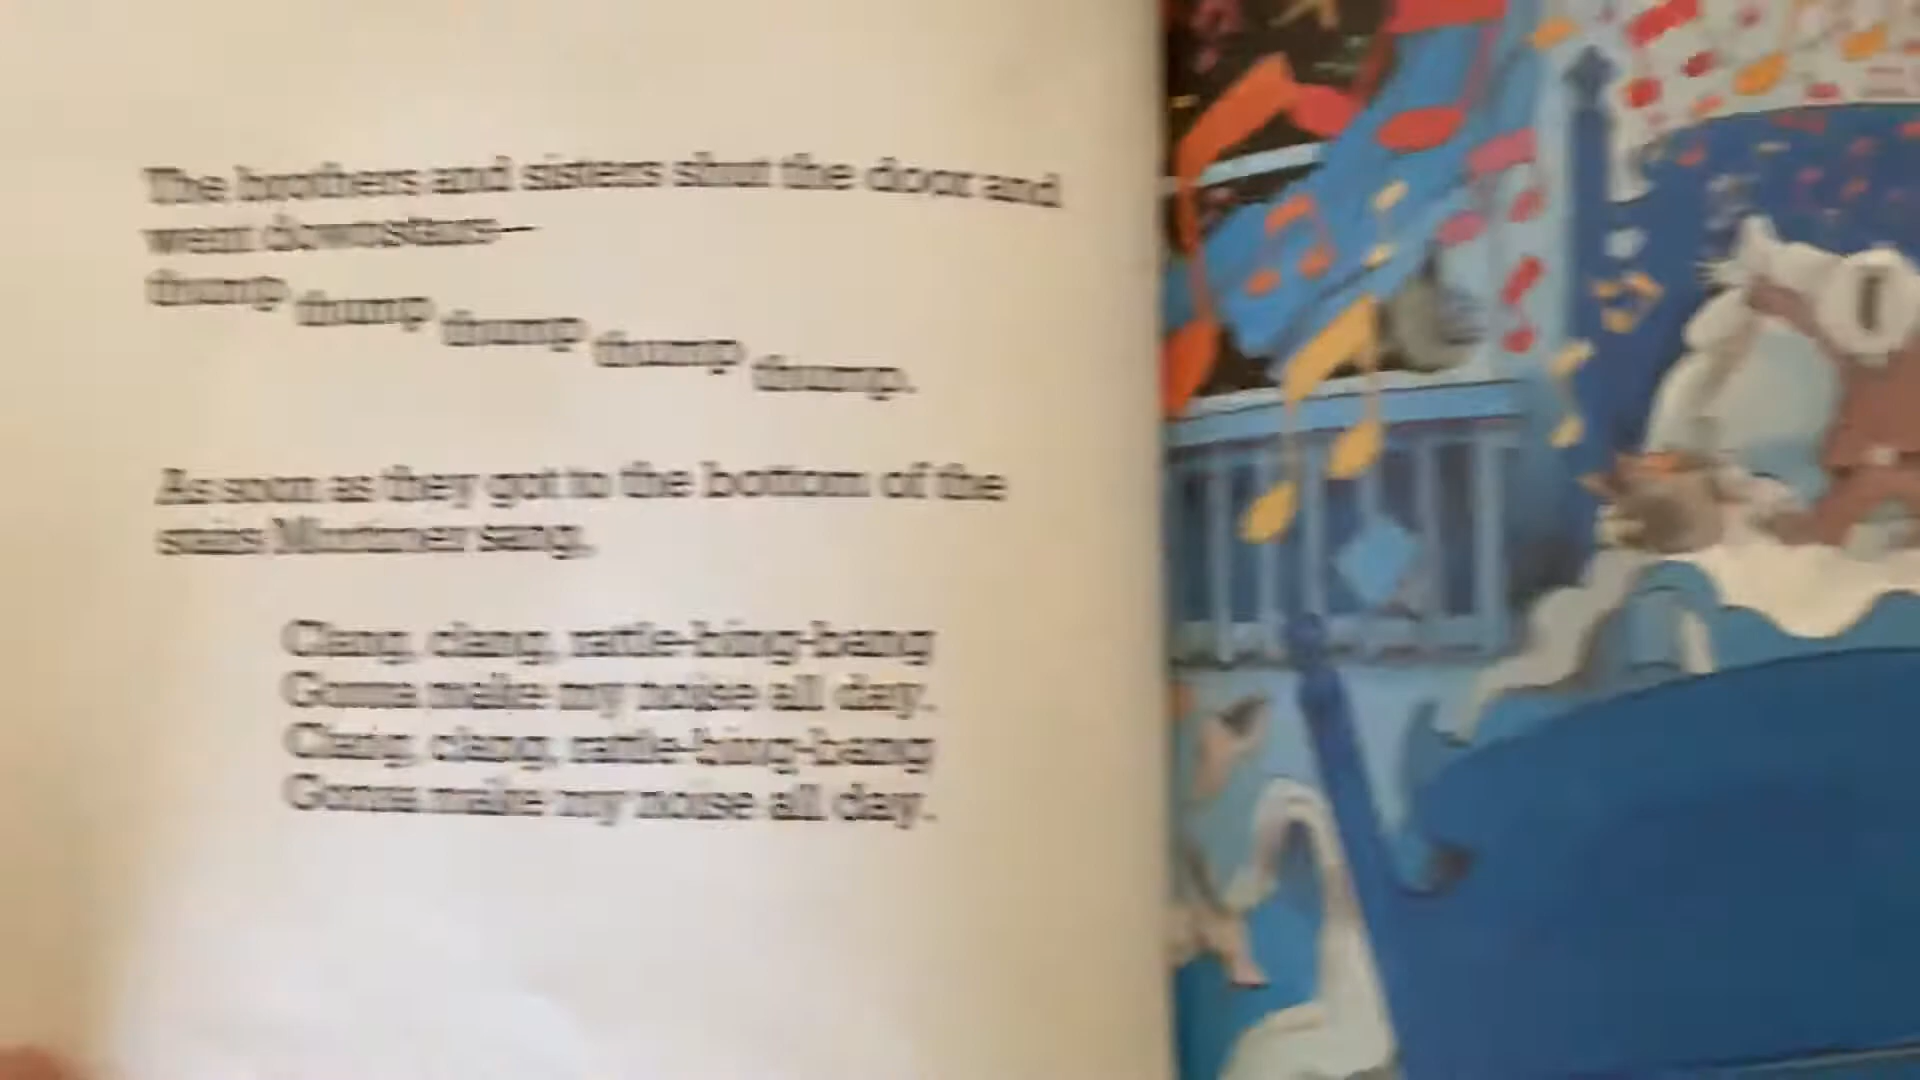 The brothers and sisters shut the door and
went downstairs—
thump thump thump thump thump.
As soon as they got to the bottom of the
stairs Mortimer sang,
Clang, clang, rattle-bing-bang
Gonna make my noise all day.
Clang, clang, rattle-bing-bang
Gonna make my noise all day.